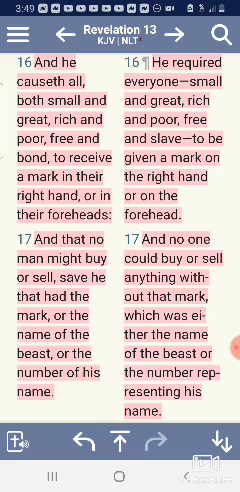 3:49
Revelation 13
KJV | NLT
16 And he
causeth all,
both small and
great, rich and
poor, free and
bond, to receive
a mark in their
right hand, or in
their foreheads:
17 And that no
man might buy
or sell, save he
that had the
mark, or the
name of the
beast, or the
number of his
name.
16 ¶ He required
everyone—small
and great, rich
and poor, free
and slave—to be
given a mark on
the right hand
or on the
forehead.
17 And no one
could buy or sell
anything with-
out that mark,
which was ei-
ther the name
of the beast or
the number rep-
resenting his
name.